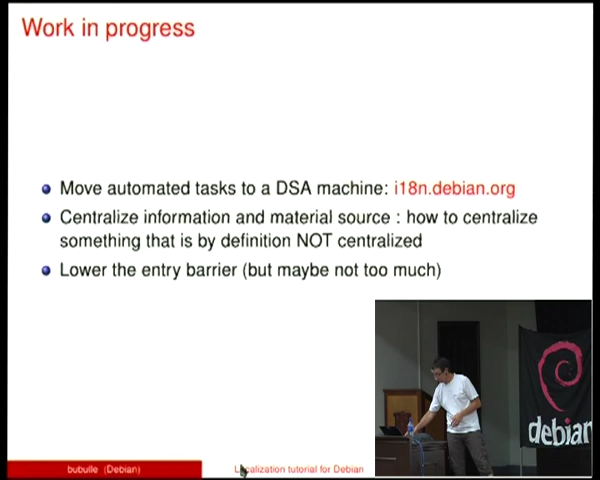 Work in progress
Move automated tasks to a DSA machine: i18n.debian.org
Centralize information and material source : how to centralize
something that is by definition NOT centralized
Lower the entry barrier (but maybe not too much)
debian
bubulle (Debian)
Localization tutorial for Debian